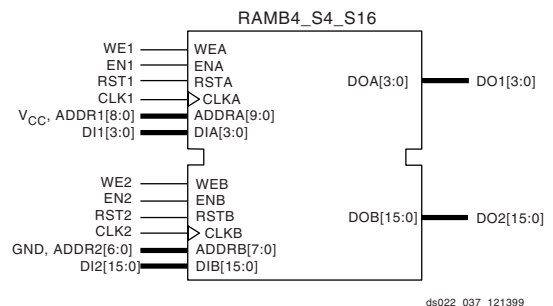 RAMB4_S4_S16
WE1 WEA
EN1 ENA
RST1 RSTA DOA[3:0] DO1[3:0]
CLK1 CLKA
VCC, ADDR1[8:0] ADDRA[9:0]
DI1[3:0] DIA[3:0]
WE2 WEB
EN2 ENB
RST2 RSTB DOB[15:0] DO2[15:0]
CLK2 CLKB
GND, ADDR2[6:0] ADDRB[7:0]
DI2[15:0] DIB[15:0]
ds022_037_121399